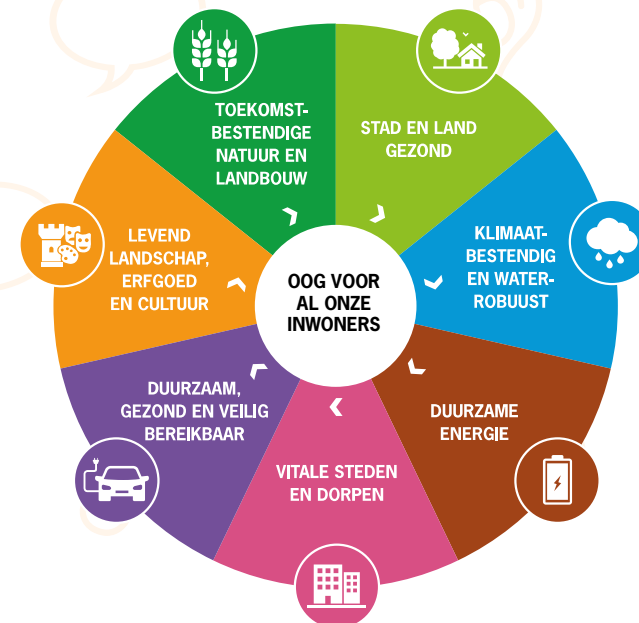 TOEKOMST-
BESTENDIGE
NATUUR EN
LANDBOUW
STAD EN LAND
GEZOND
KLIMAAT-
BESTENDIG
EN WATER-
ROBUUST
DUURZAME
ENERGIE
VITALE STEDEN
EN DORPEN
DUURZAAM,
GEZOND EN VEILIG
BEREIKBAAR
LEVEND
LANDSCHAP,
ERFGOED
EN CULTUUR
OOG VOOR
AL ONZE
INWONERS